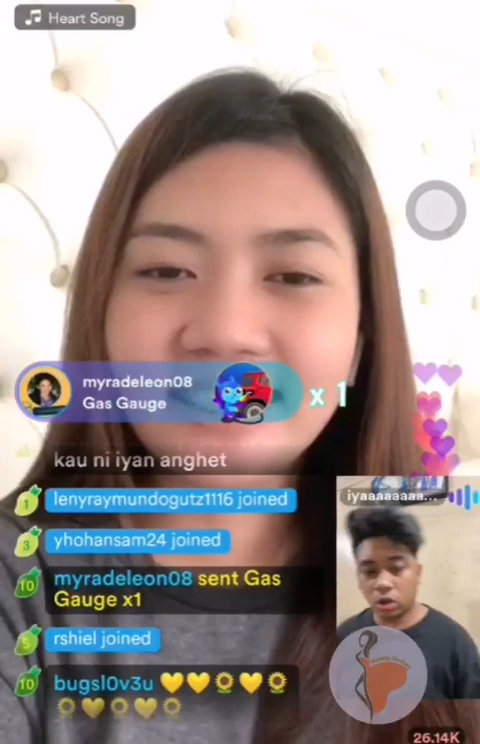 Heart Song
myradeleon08
Gas Gauge
x 1
kau ni iyan anghet
1
lenyraymundogutz1116 joined
iyaaaaaaaa...
3
yhohansam24 joined
10
myradeleon08 sent Gas
Gauge x1
5
rshiel joined
10
bugsl0v3u 💛💛🌻💛🌻
🌻💛🌻💛🌻
26.14K